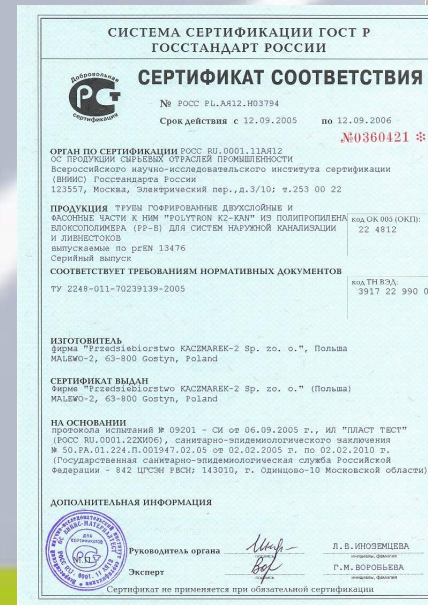 СИСТЕМА СЕРТИФИКАЦИИ ГОСТ Р
ГОССТАНДАРТ РОССИИ
Добровольная
сертификация
СЕРТИФИКАТ СООТВЕТСТВИЯ
№ РОСС PL.АЯ12.Н03794
Срок действия с 12.09.2005 по 12.09.2006
№0360421 *
ОРГАН ПО СЕРТИФИКАЦИИ РОСС RU.0001.11АЯ12
ОС ПРОДУКЦИИ СЫРЬЕВЫХ ОТРАСЛЕЙ ПРОМЫШЛЕННОСТИ
Всероссийского научно-исследовательского института сертификации
(ВНИИС) Госстандарта России
123557, Москва, Электрический пер., д.3/10; т.253 00 22
ПРОДУКЦИЯ ТРУБЫ ГОФРИРОВАННЫЕ ДВУХСЛОЙНЫЕ И
ФАСОННЫЕ ЧАСТИ К НИМ "POLYTRON K2-KAN" ИЗ ПОЛИПРОПИЛЕНА
БЛОКСОПОЛИМЕРА (PP-B) ДЛЯ СИСТЕМ НАРУЖНОЙ КАНАЛИЗАЦИИ
И ЛИВНЕСТОКОВ
выпускаемые по prEN 13476
Серийный выпуск
код ОК 005 (ОКП):
22 4812
СООТВЕТСТВУЕТ ТРЕБОВАНИЯМ НОРМАТИВНЫХ ДОКУМЕНТОВ
ТУ 2248-011-70239139-2005
код ТН ВЭД:
3917 22 990 0
ИЗГОТОВИТЕЛЬ
фирма "Przedsiebiorstwo KACZMAREK-2 Sp. zo. o.", Польша
MALEWO-2, 63-800 Gostyn, Poland
СЕРТИФИКАТ ВЫДАН
Фирме "Przedsiebiorstwo KACZMAREK-2 Sp. zo. o." (Польша)
MALEWO-2, 63-800 Gostyn, Poland
НА ОСНОВАНИИ
протокола испытаний № 09201 - СИ от 06.09.2005 г., ИЛ "ПЛАСТ ТЕСТ"
(РОСС RU.0001.22ХИ06), санитарно-эпидемиологического заключения
№ 50.РА.01.224.П.001947.02.05 от 02.02.2005 г. по 02.02.2010 г.
(Государственная санитарно-эпидемиологическая служба Российской
Федерации - 842 ЦГСЭН РВСН; 143010, г. Одинцово-10 Московской области)
ДОПОЛНИТЕЛЬНАЯ ИНФОРМАЦИЯ
ДЛЯ
СЕРТИФИКАТОВ
Руководитель органа
подпись
Л.В.ИНОЗЕМЦЕВА
инициалы, фамилия
Эксперт
подпись
Г.М.ВОРОБЬЕВА
инициалы, фамилия
Сертификат не применяется при обязательной сертификации